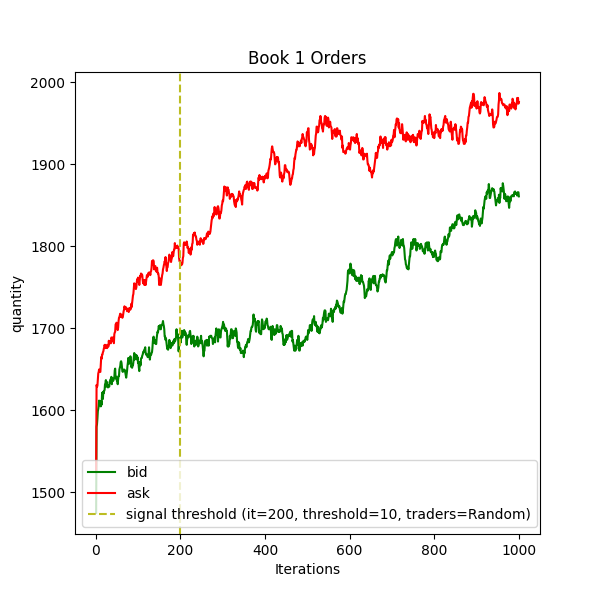 Book 1 Orders
2000
1900
1800
1700
1600
1500
quantity
bid
ask
signal threshold (it=200, threshold=10, traders=Random)
0 200 400 600 800 1000
Iterations